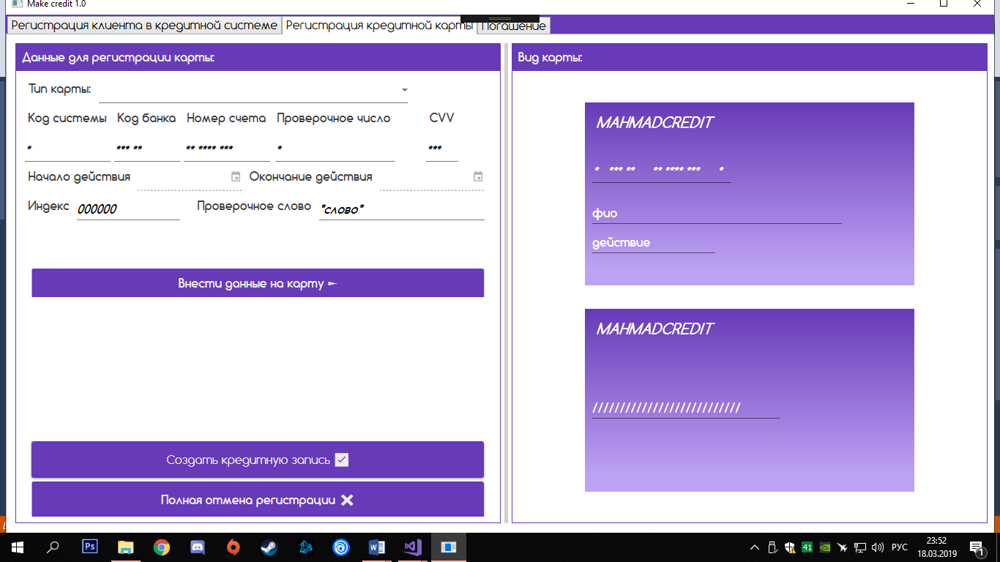 Make credit 1.0
Регистрация клиента в кредитной системе Регистрация кредитной карты Погашение
Данные для регистрации карты:
Тип карты:
Код системы Код банка Номер счета Проверочное число CVV
* *** ** ** **** *** * ***
Начало действия Окончание действия
Индекс 000000 Проверочное слово *слово*
Внести данные на карту
Создать кредитную запись
Полная отмена регистрации
Вид карты:
MAHMADCREDIT
* *** ** ** **** *** *
фио
действие
MAHMADCREDIT
///////////////////////////
Ps 41 РУС 23:52
18.03.2019 1